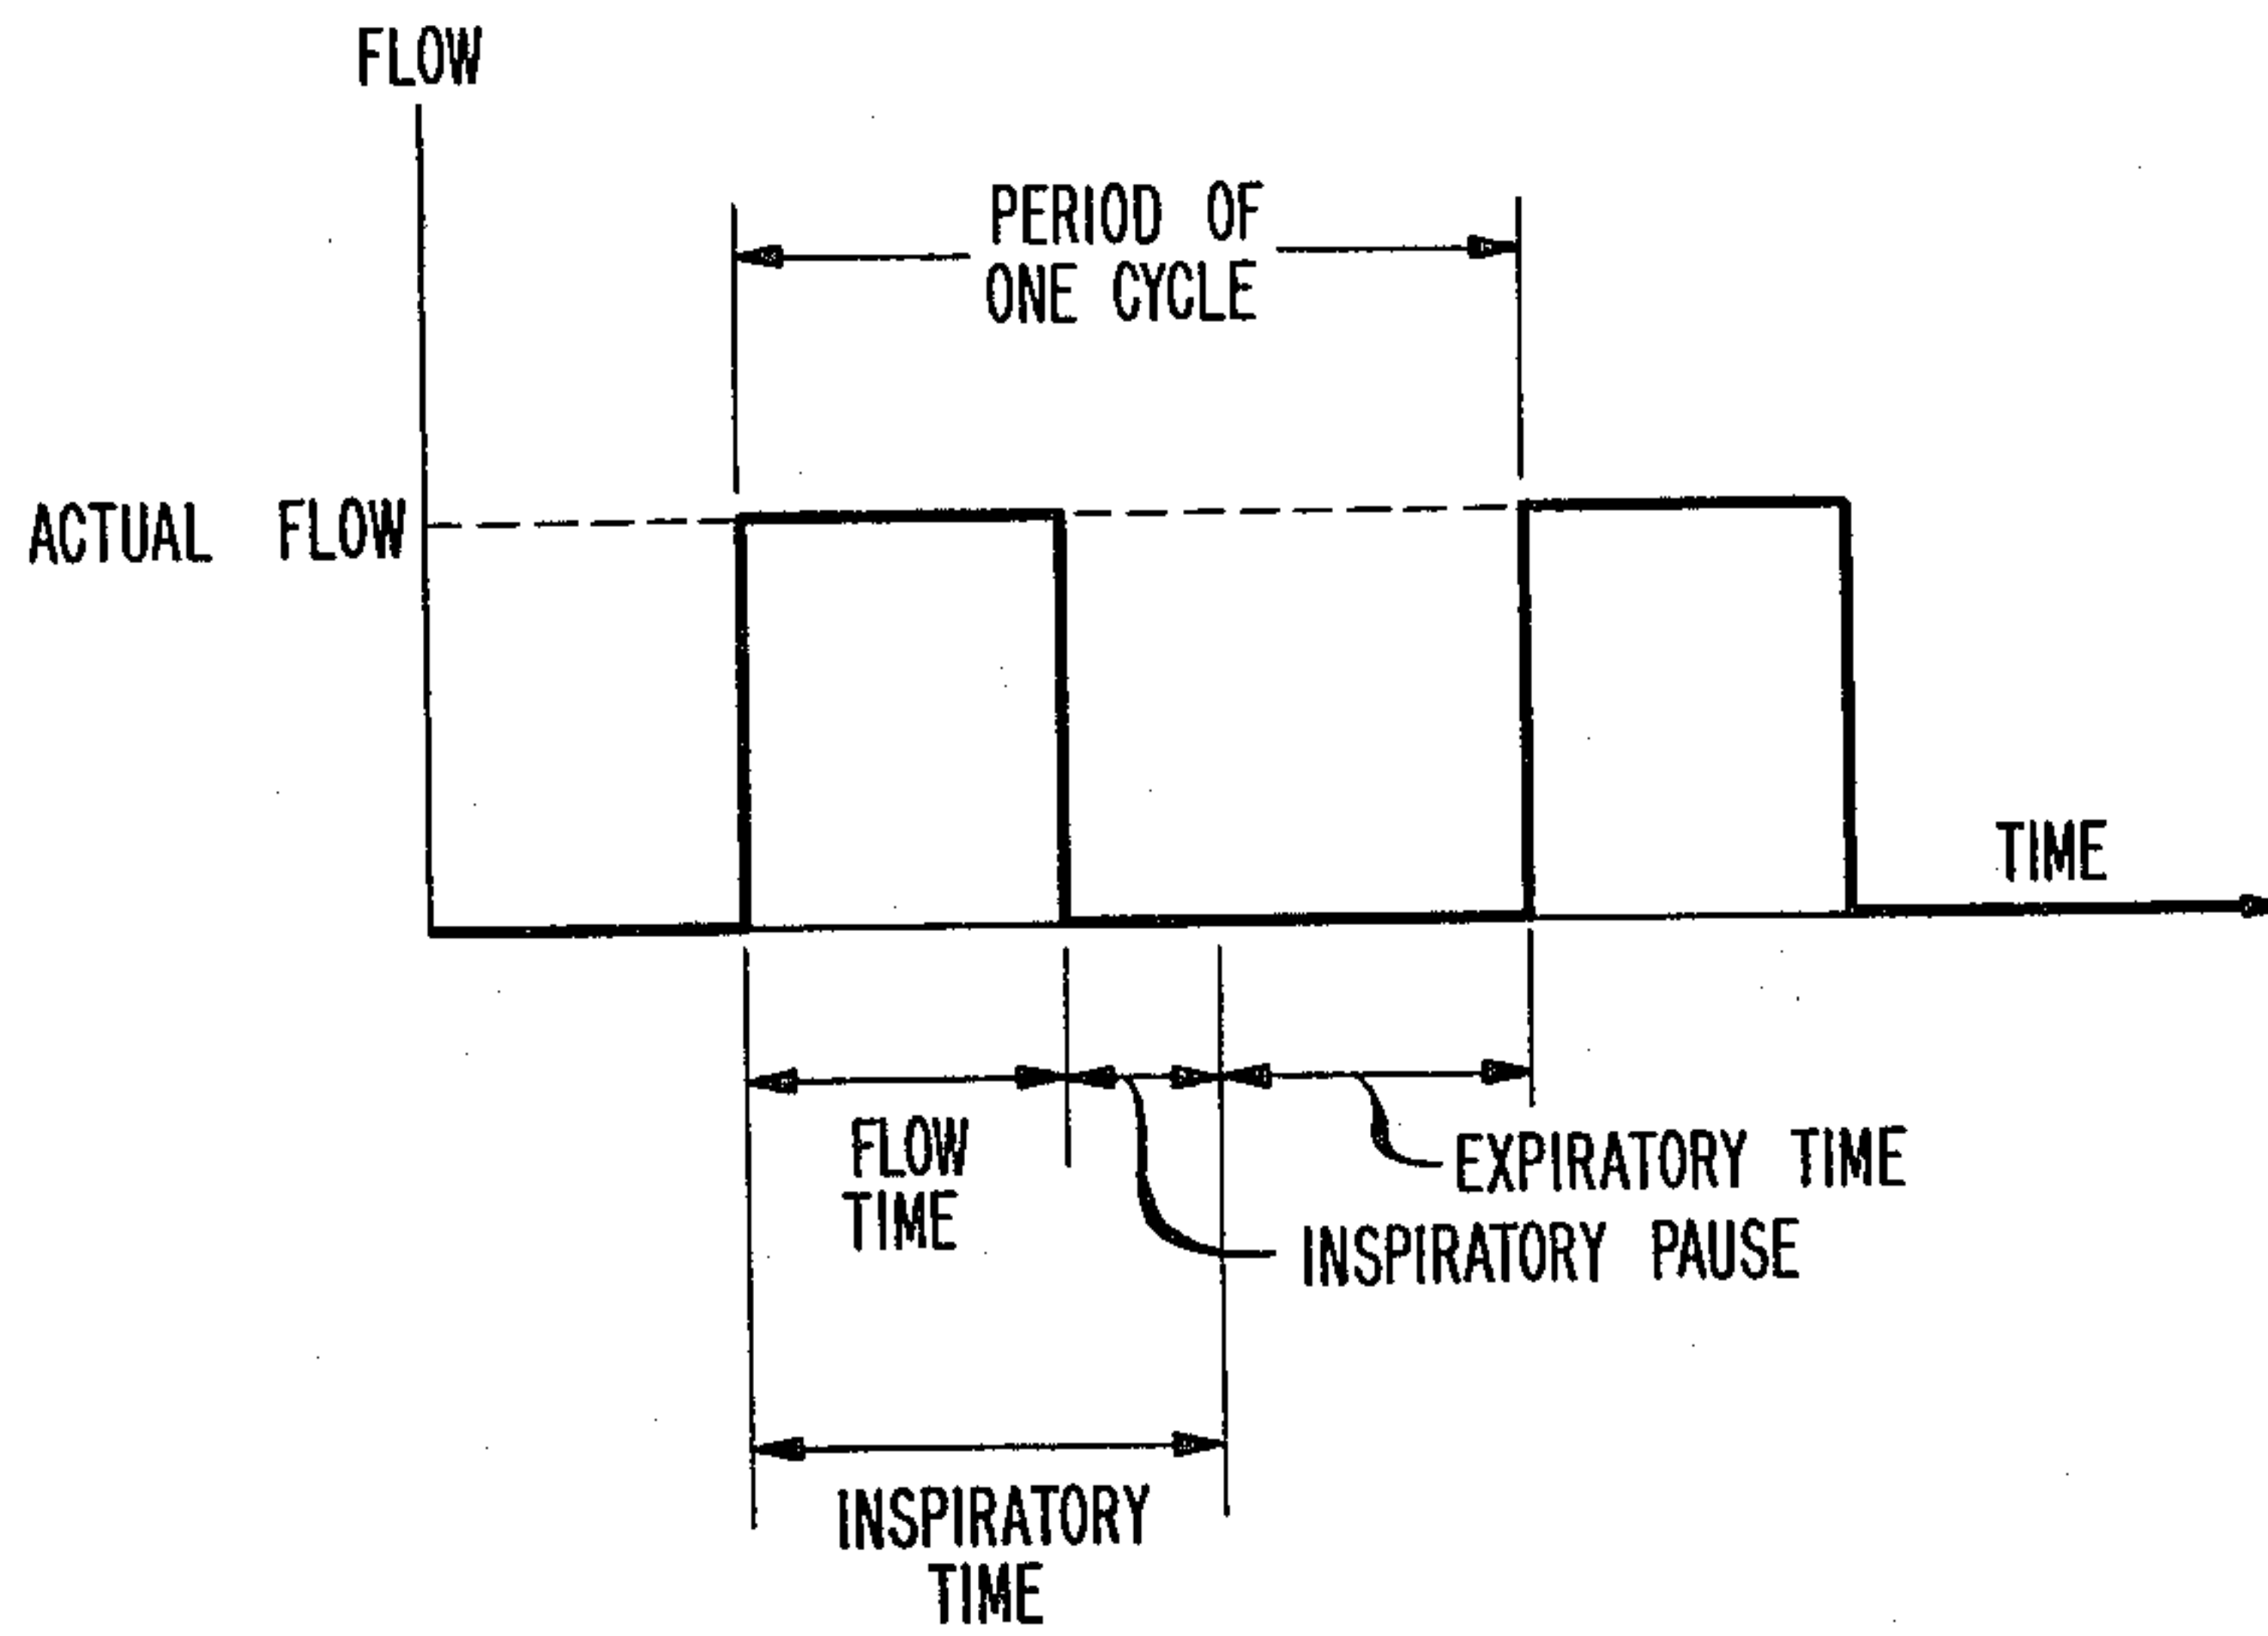 FLOW
PERIOD OF
ONE CYCLE
ACTUAL FLOW
TIME
FLOW
TIME
EXPIRATORY TIME
INSPIRATORY PAUSE
INSPIRATORY
TIME